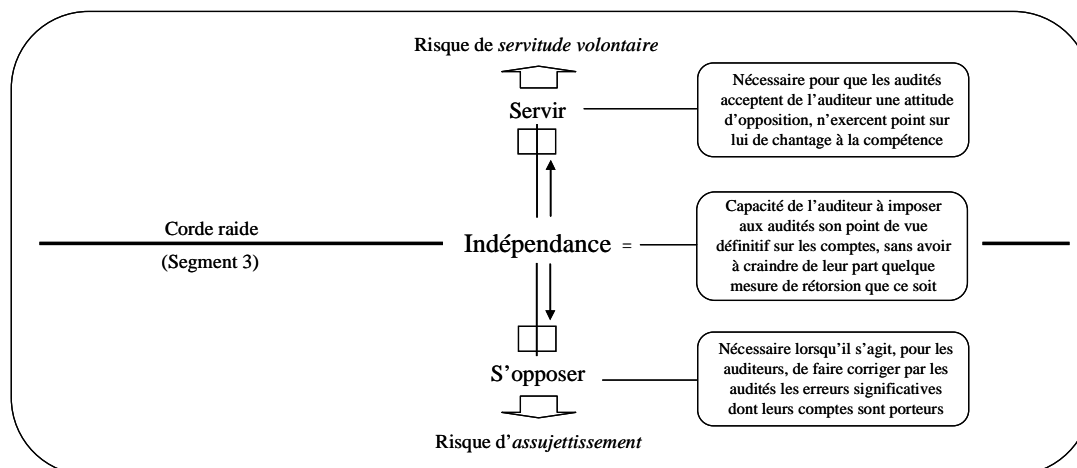 Risque de servitude volontaire
Servir
Nécessaire pour que les audités
acceptent de l’auditeur une attitude
d’opposition, n’exercent point sur
lui de chantage à la compétence
Corde raide
(Segment 3)
Indépendance =
Capacité de l’auditeur à imposer
aux audités son point de vue
définitif sur les comptes, sans avoir
à craindre de leur part quelque
mesure de rétorsion que ce soit
S’opposer
Nécessaire lorsqu’il s’agit, pour les
auditeurs, de faire corriger par les
audités les erreurs significatives
dont leurs comptes sont porteurs
Risque d’assujettissement